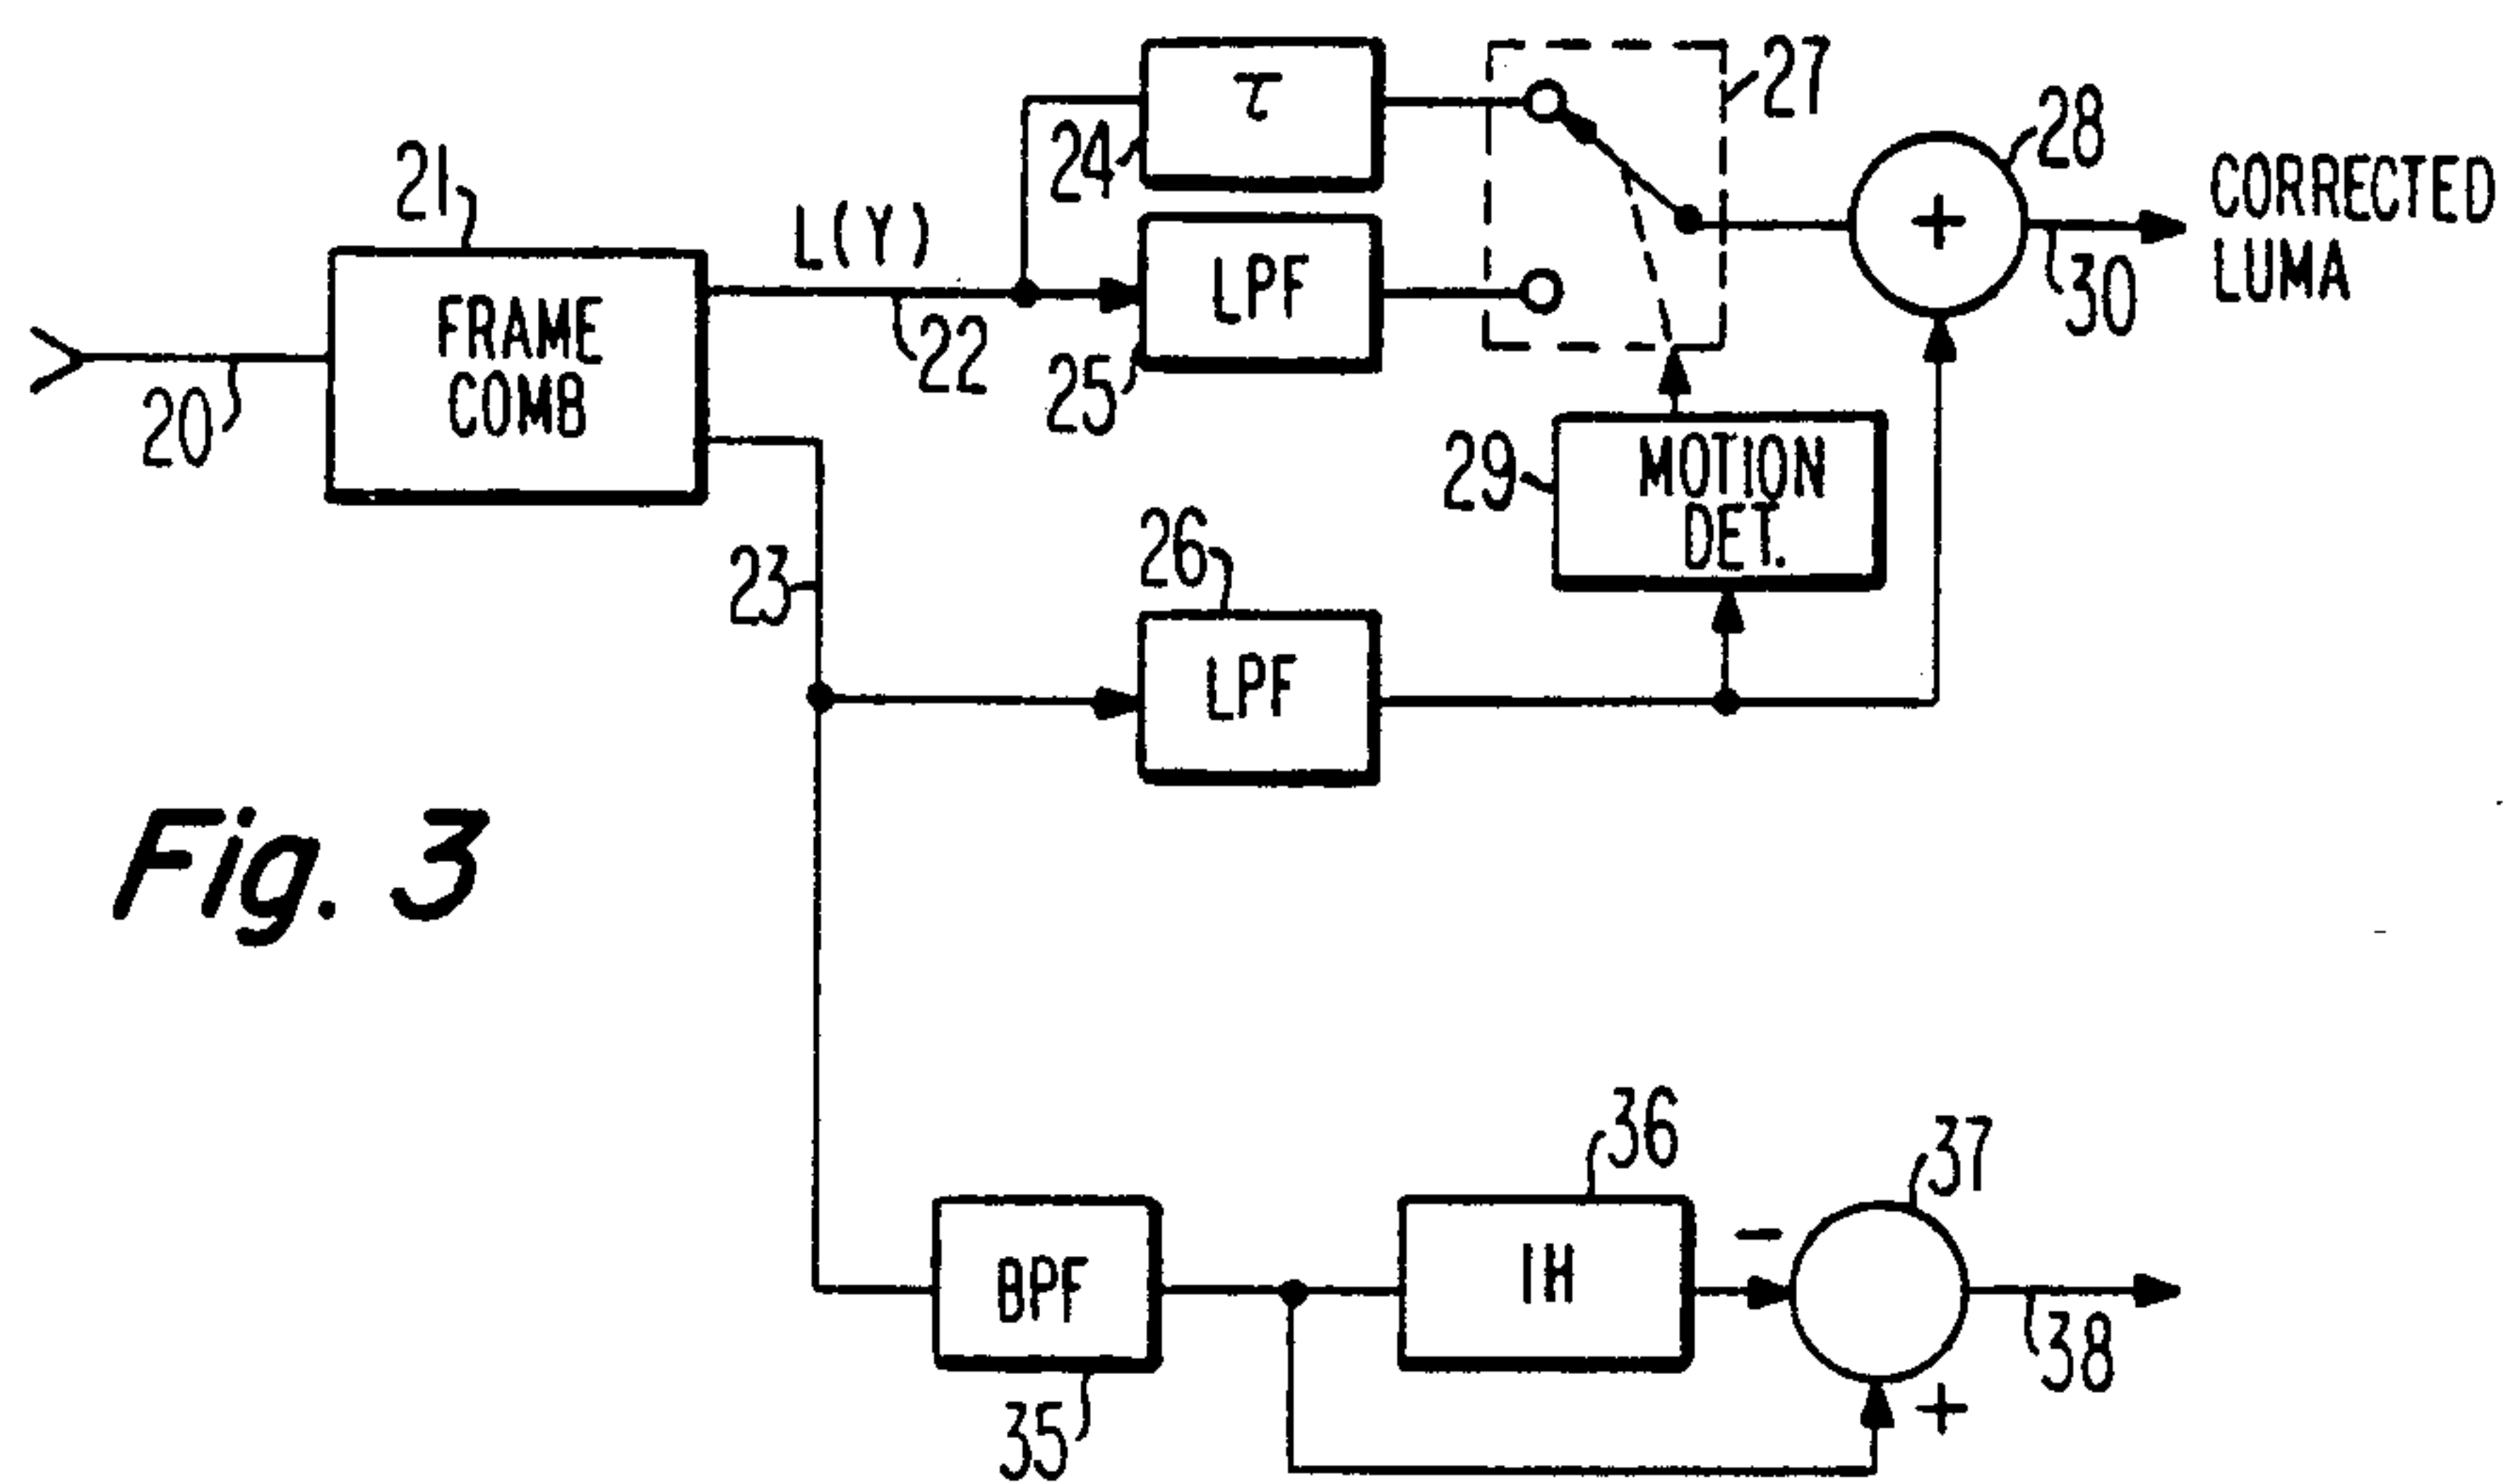 21
FRAME
COMB
20
L(Y)
22
23
τ
24
LPF
25
27
28
+
CORRECTED
LUMA
30
29
MOTION
DET.
26
LPF
Fig. 3
BPF
35
1H
36
−
37
+
38